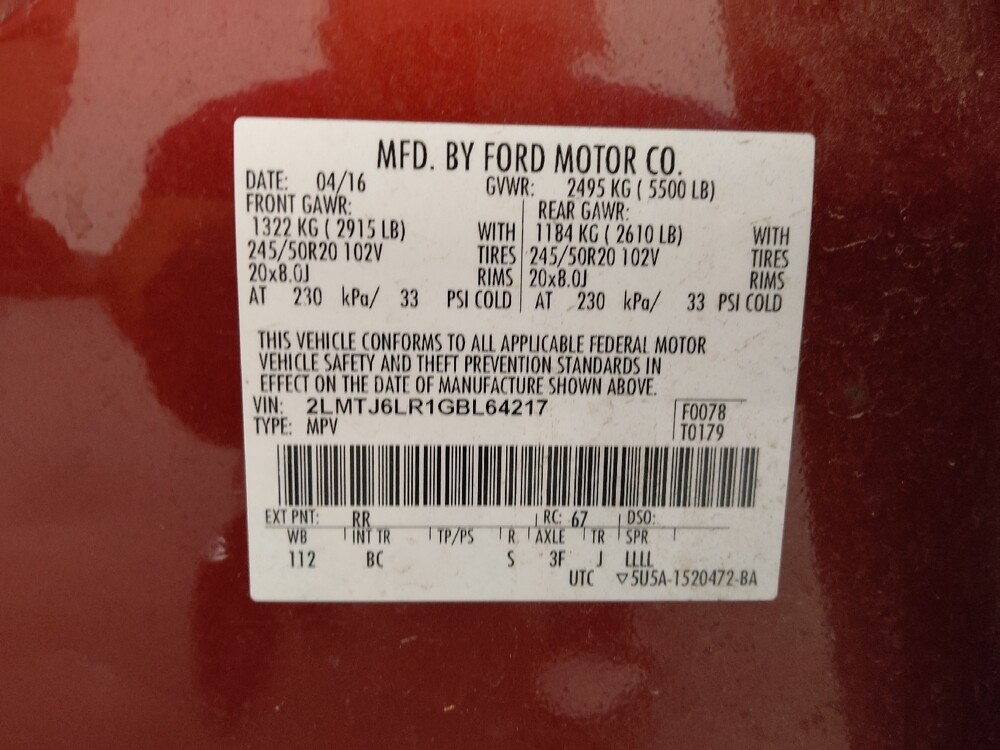 MFD. BY FORD MOTOR CO.
DATE: 04/16 GVWR: 2495 KG ( 5500 LB)
FRONT GAWR: REAR GAWR:
1322 KG ( 2915 LB) WITH 1184 KG ( 2610 LB) WITH
245/50R20 102V TIRES 245/50R20 102V TIRES
20x8.0J RIMS 20x8.0J RIMS
AT 230 kPa/ 33 PSI COLD AT 230 kPa/ 33 PSI COLD
THIS VEHICLE CONFORMS TO ALL APPLICABLE FEDERAL MOTOR
VEHICLE SAFETY AND THEFT PREVENTION STANDARDS IN
EFFECT ON THE DATE OF MANUFACTURE SHOWN ABOVE.
VIN: 2LMTJ6LR1GBL64217 F0078
TYPE: MPV T0179
EXT PNT: RR RC: 67 DSO:
WB INT TR TP/PS R AXLE TR SPR
112 BC S 3F J LLLL
UTC ▽5U5A-1520472-BA